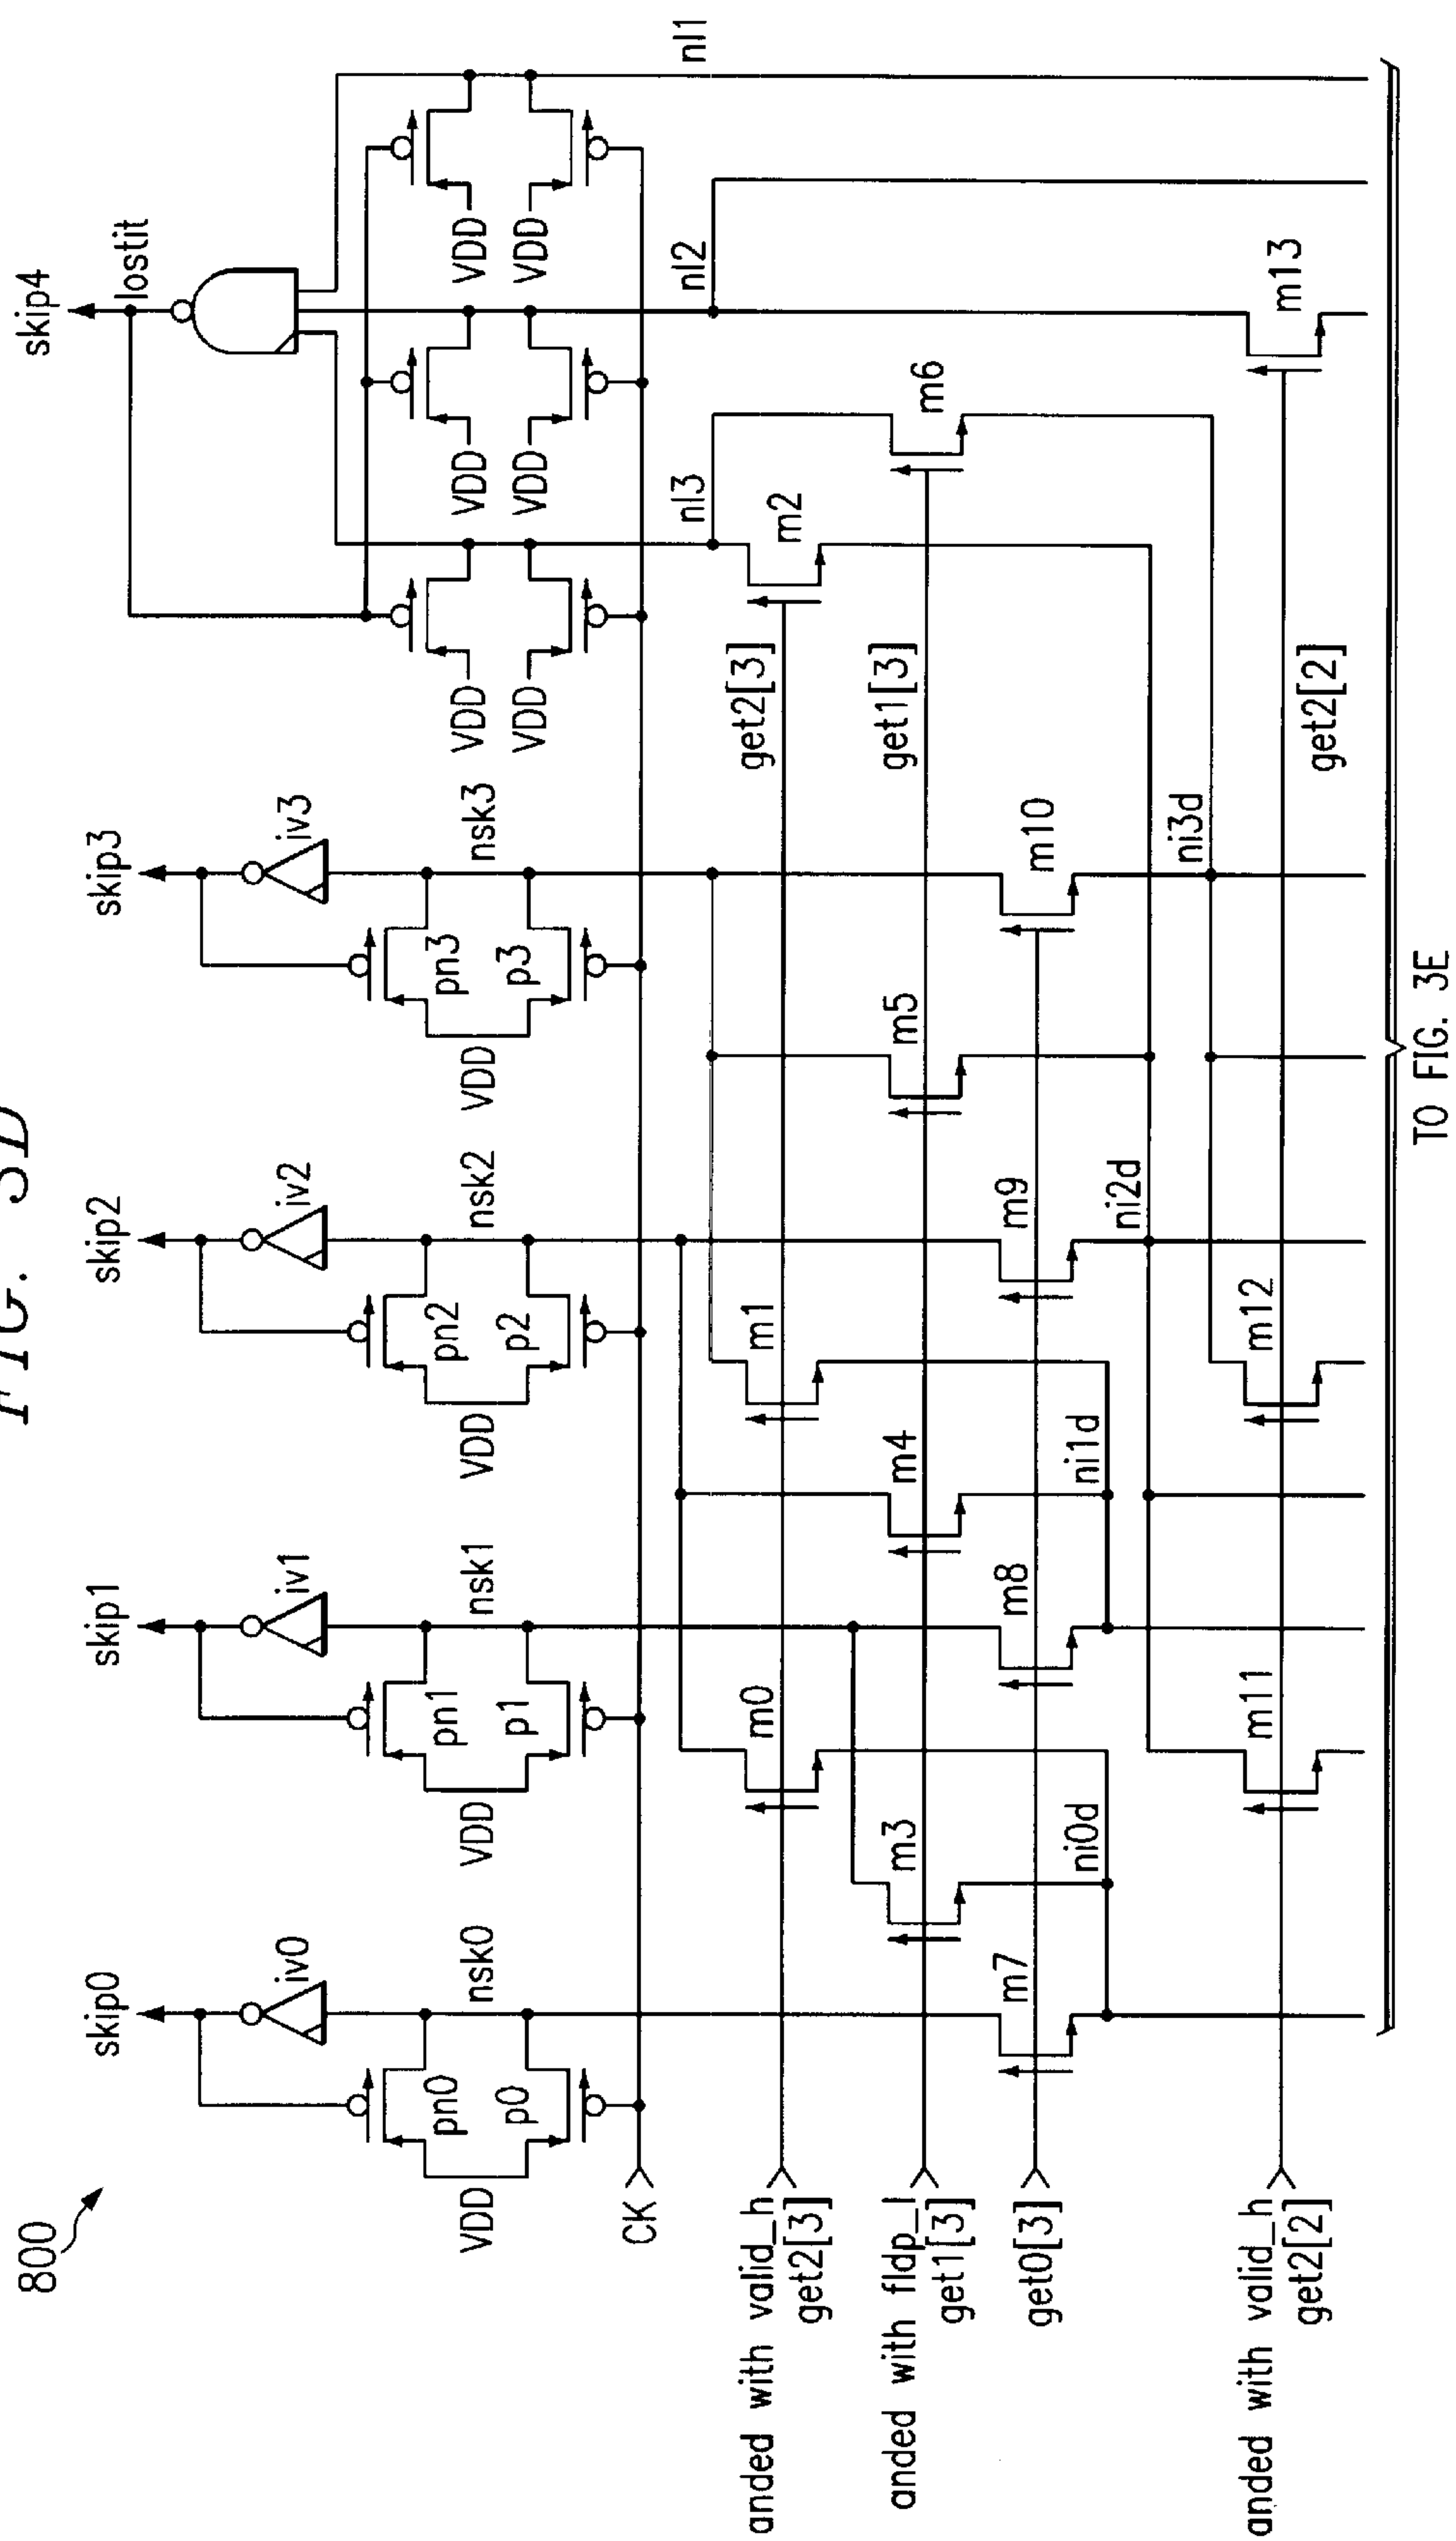 FIG. 3D
800
skip0
skip1
skip2
skip3
skip4
lostit
iv0
iv1
iv2
iv3
pn0
pn1
pn2
pn3
nsk0
nsk1
nsk2
nsk3
p0
p1
p2
p3
VDD
VDD
VDD
VDD
VDD
VDD
VDD
VDD
VDD
VDD
CK
nl3
nl2
nl1
anded with valid_h
get2[3]
m0
m1
get2[3]
m2
anded with fldp_l
get1[3]
m3
m4
m5
get1[3]
m6
get0[3]
m7
m8
m9
m10
ni0d
ni1d
ni2d
ni3d
anded with valid_h
get2[2]
m11
m12
get2[2]
m13
TO FIG. 3E